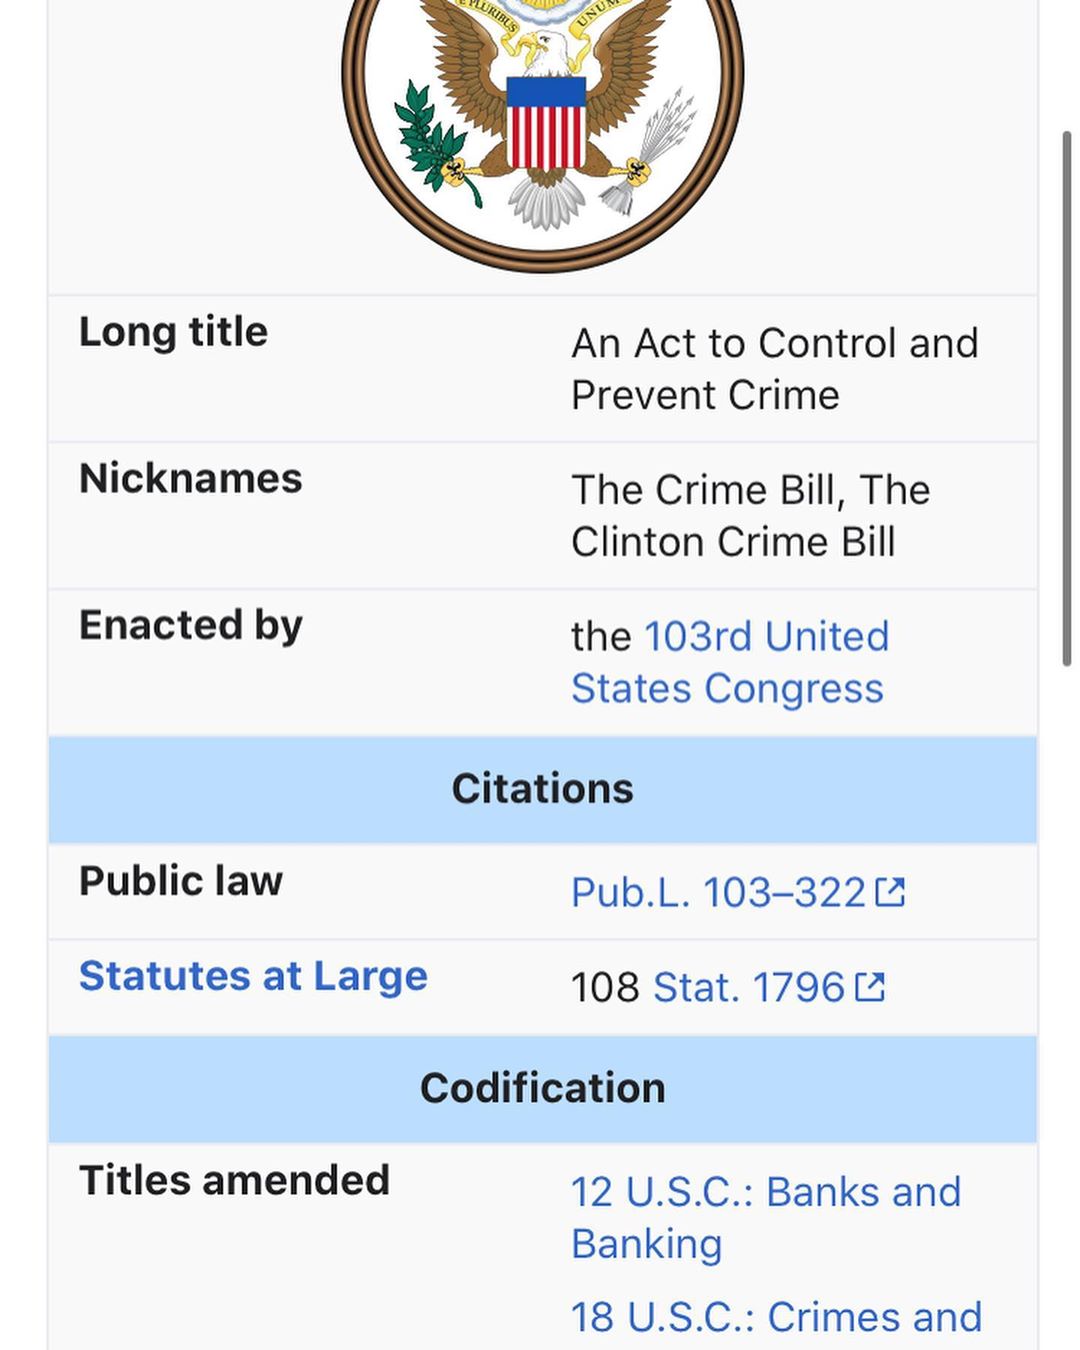 E PLURIBUS UNUM
Long title
An Act to Control and
Prevent Crime
Nicknames
The Crime Bill, The
Clinton Crime Bill
Enacted by
the 103rd United
States Congress
Citations
Public law
Pub.L. 103–322
Statutes at Large
108 Stat. 1796
Codification
Titles amended
12 U.S.C.: Banks and
Banking
18 U.S.C.: Crimes and